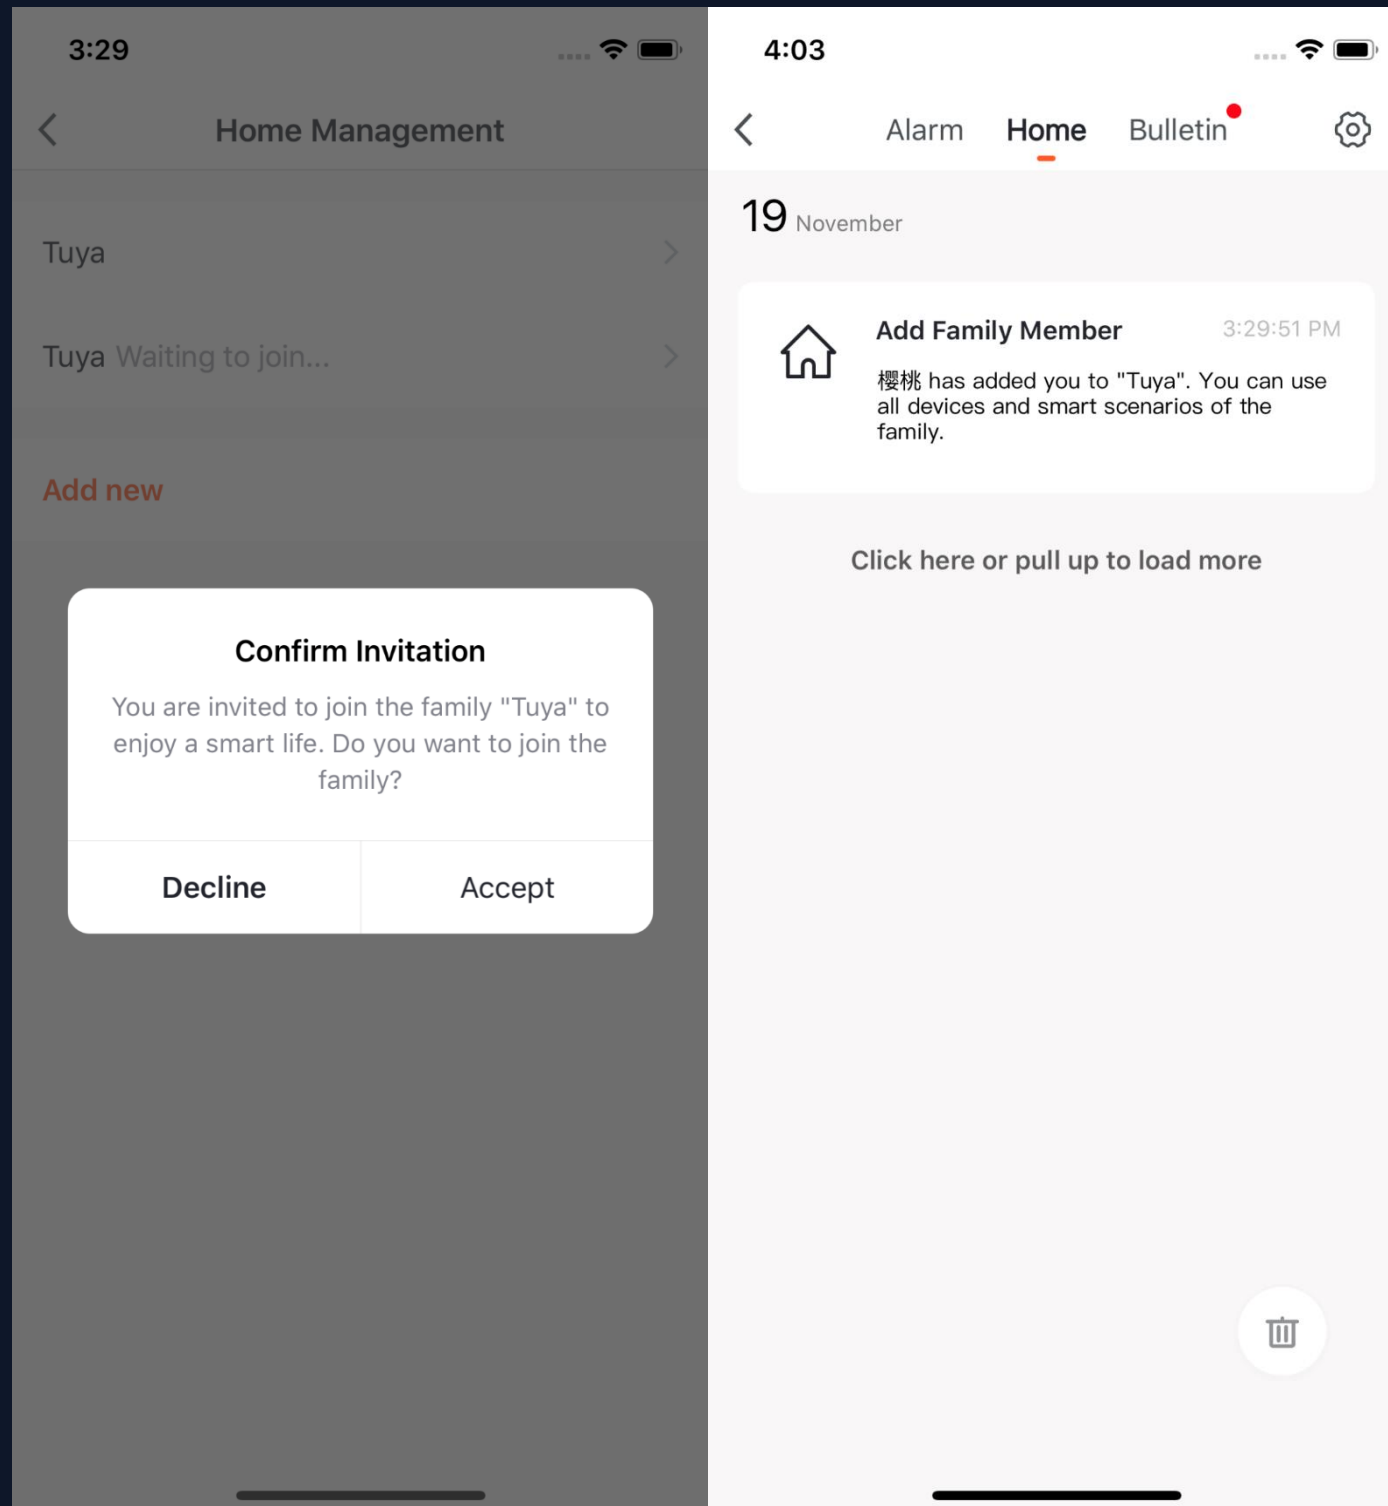 3:29
Home Management
Tuya
Tuya Waiting to join...
Add new
Confirm Invitation
You are invited to join the family "Tuya" to
enjoy a smart life. Do you want to join the
family?
Decline
Accept
4:03
Alarm
Home
Bulletin
19 November
Add Family Member
3:29:51 PM
樱桃 has added you to "Tuya". You can use
all devices and smart scenarios of the
family.
Click here or pull up to load more